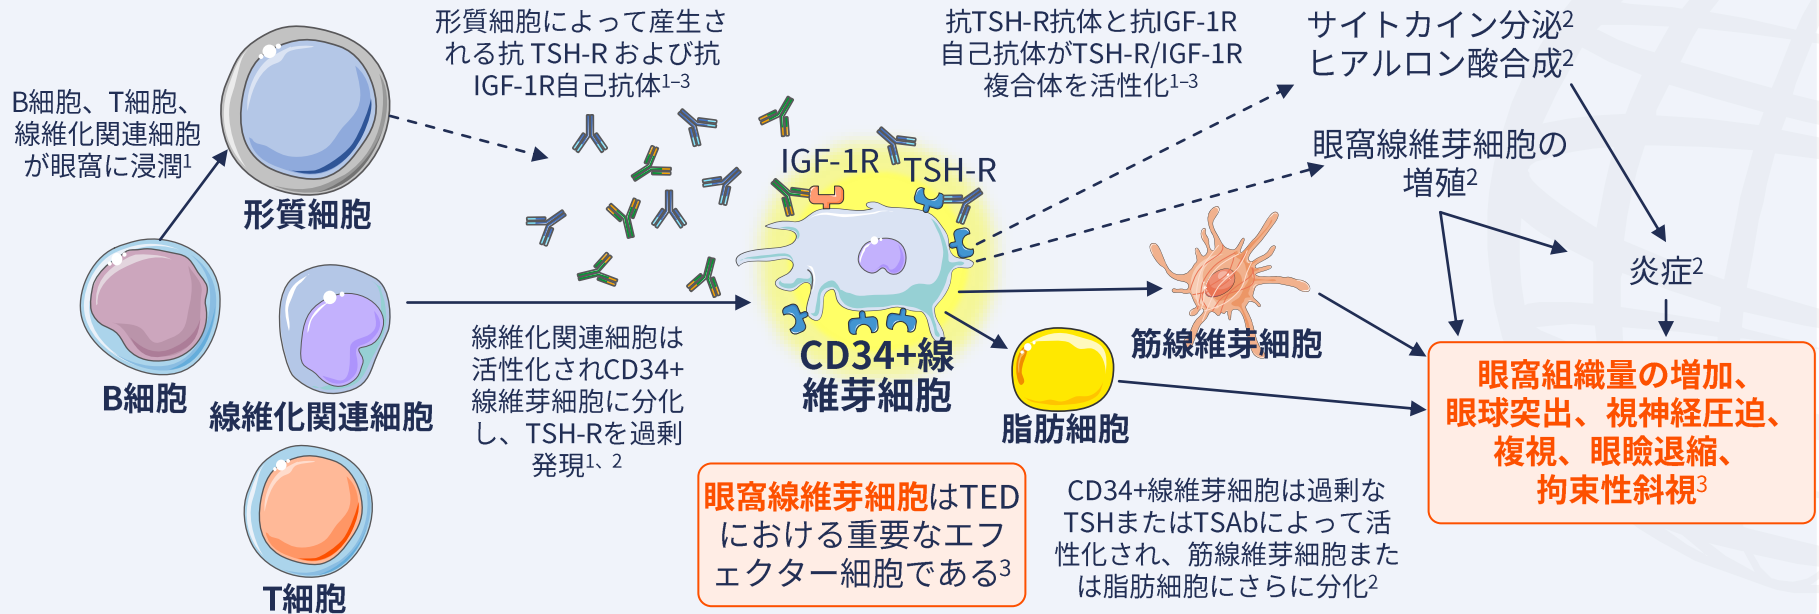 形質細胞によって産生さ
れる抗 TSH-R および抗
IGF-1R自己抗体1–3
抗TSH-R抗体と抗IGF-1R
自己抗体がTSH-R/IGF-1R
複合体を活性化1–3
サイトカイン分泌2
ヒアルロン酸合成2
B細胞、T細胞、
線維化関連細胞
が眼窩に浸潤1
眼窩線維芽細胞の
増殖2
IGF-1R
TSH-R
形質細胞
炎症2
B細胞
線維化関連細胞
T細胞
線維化関連細胞は
活性化されCD34+
線維芽細胞に分化
し、TSH-Rを過剰
発現1、2
CD34+線
維芽細胞
筋線維芽細胞
脂肪細胞
眼窩組織量の増加、
眼球突出、視神経圧迫、
複視、眼瞼退縮、
拘束性斜視3
眼窩線維芽細胞はTED
における重要なエフ
ェクター細胞である3
CD34+線維芽細胞は過剰な
TSHまたはTSAbによって活
性化され、筋線維芽細胞また
は脂肪細胞にさらに分化2